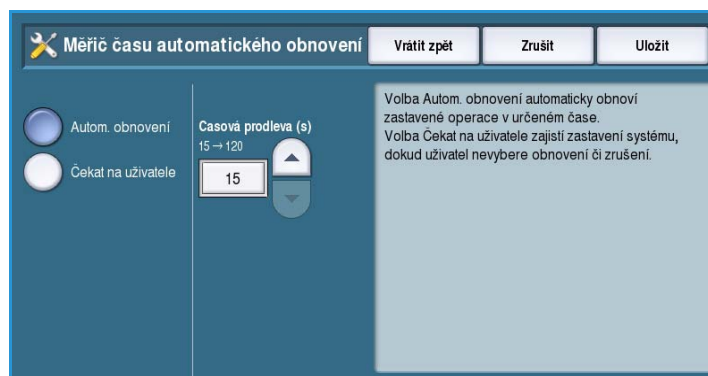 Měřič času automatického obnovení
Vrátit zpět
Zrušit
Uložit
Autom. obnovení
Čekat na uživatele
Časová prodleva (s)
15→120
15
Volba Autom. obnovení automaticky obnoví
zastavené operace v určeném čase.
Volba Čekat na uživatele zajistí zastavení systému,
dokud uživatel nevybere obnovení či zrušení.